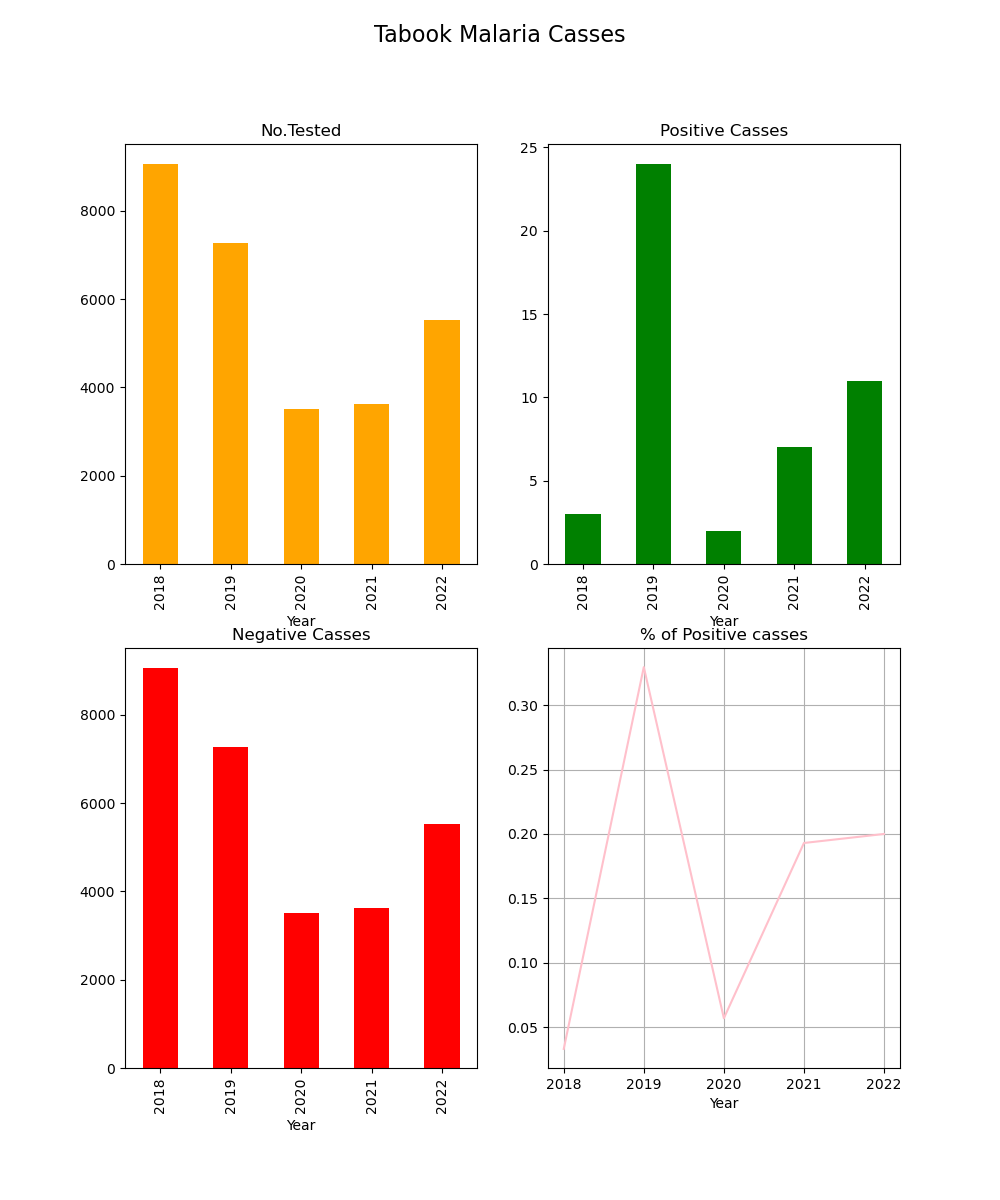 Tabook Malaria Casses
No.Tested
8000
6000
4000
2000
0
2018 2019 2020 2021 2022
Year
Positive Casses
25
20
15
10
5
0
2018 2019 2020 2021 2022
Year
Negative Casses
8000
6000
4000
2000
0
2018 2019 2020 2021 2022
Year
% of Positive casses
0.30
0.25
0.20
0.15
0.10
0.05
2018 2019 2020 2021 2022
Year